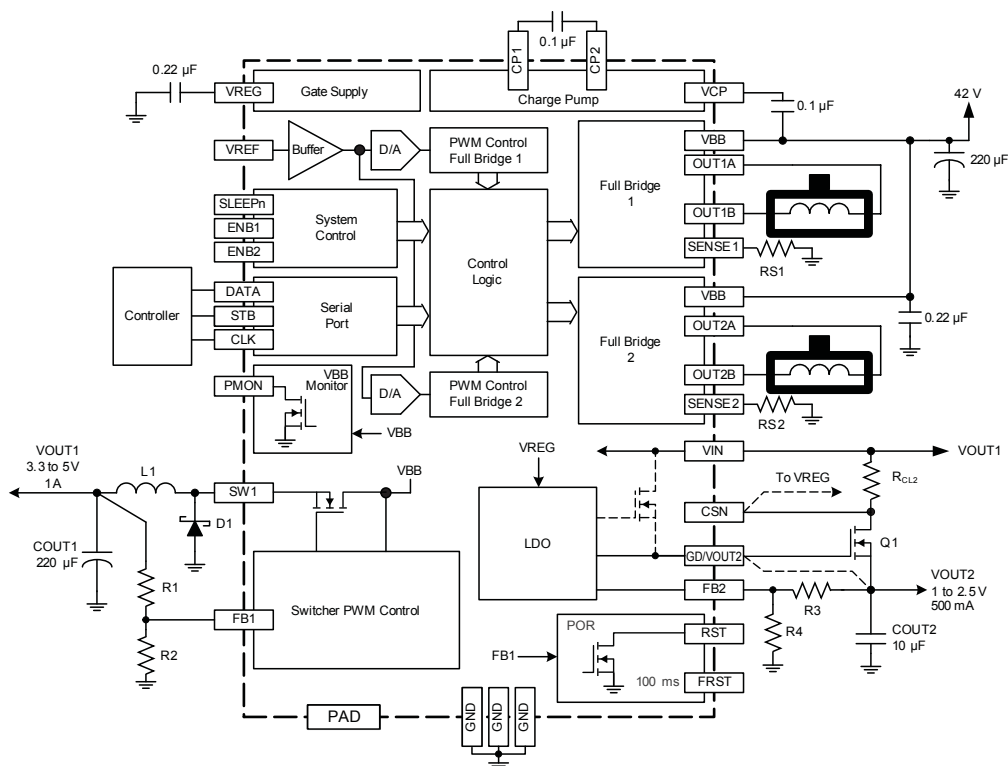 0.1 µF
CP1
CP2
0.22 µF
VREG
Gate Supply
Charge Pump
VCP
0.1 µF
42 V
VREF
Buffer
D/A
PWM Control
Full Bridge 1
VBB
220 µF
OUT1A
Full Bridge
1
SLEEPn
ENB1
ENB2
System
Control
OUT1B
SENSE1
RS1
Control
Logic
Controller
DATA
STB
CLK
Serial
Port
VBB
OUT2A
0.22 µF
Full Bridge
2
OUT2B
PMON
VBB
Monitor
D/A
PWM Control
Full Bridge 2
SENSE2
RS2
VBB
VOUT1
3.3 to 5V
1A
L1
SW1
VBB
VREG
VIN
VOUT1
To VREG
RCL2
CSN
D1
COUT1
220 µF
LDO
Q1
GD/VOUT2
R1
Switcher PWM Control
FB2
R3
VOUT2
1 to 2.5V
500 mA
FB1
R2
R4
COUT2
10 µF
POR
RST
FB1
100 ms
FRST
PAD
GND
GND
GND